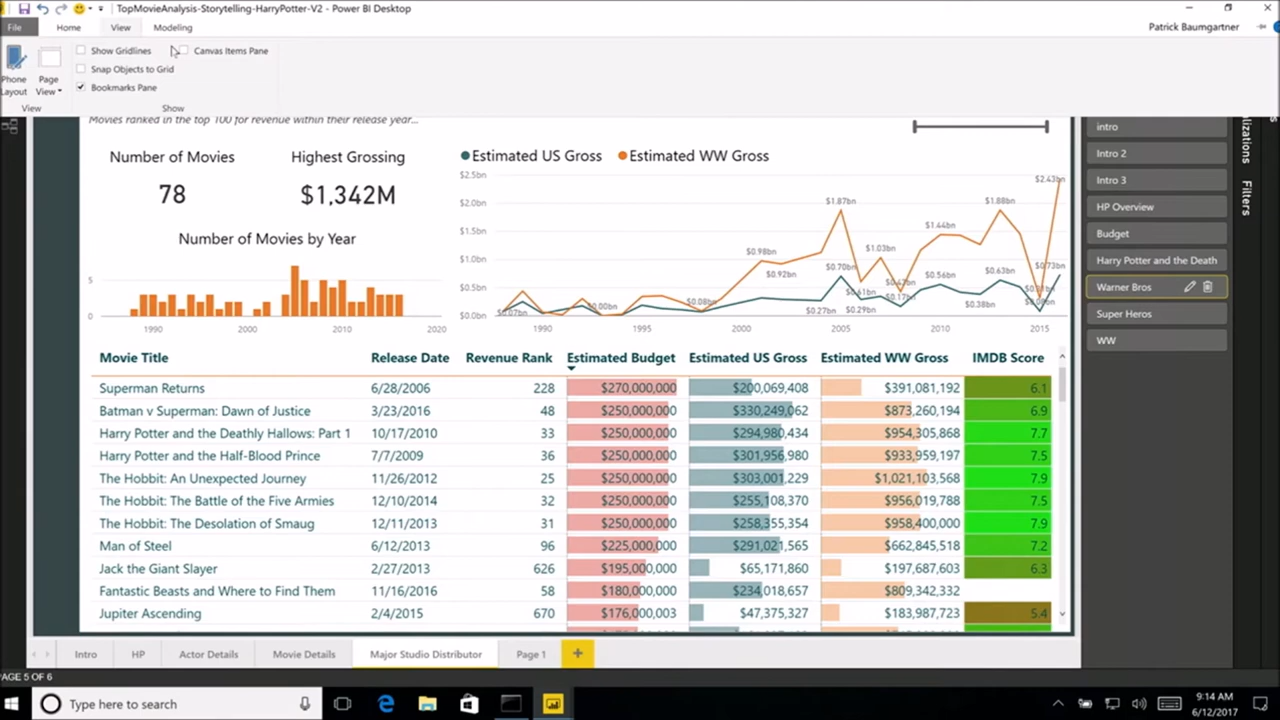 TopMovieAnalysis-Storytelling-HarryPotter-V2 - Power BI Desktop
File Home View Modeling Patrick Baumgartner
Show Gridlines Canvas Items Pane
Snap Objects to Grid
Bookmarks Pane
Phone Layout
Page View
View Show
Movies ranked in the top 100 for revenue within their release year...
Number of Movies
78
Highest Grossing
$1,342M
Number of Movies by Year
5
0
1990 2000 2010 2020
Estimated US Gross Estimated WW Gross
$2.5bn
$2.0bn
$1.5bn
$1.0bn
$0.5bn
$0.0bn
$2.43bn
$1.87bn $1.88bn
$1.44bn
$0.98bn $1.03bn
$0.92bn
$0.70bn $0.56bn $0.63bn $0.73bn
$0.07bn $0.00bn $0.08bn $0.27bn $0.29bn $0.17bn $0.38bn
1990 1995 2000 2005 2010 2015
Movie Title Release Date Revenue Rank Estimated Budget Estimated US Gross Estimated WW Gross IMDB Score
Superman Returns 6/28/2006 228 $270,000,000 $200,069,408 $391,081,192 6.1
Batman v Superman: Dawn of Justice 3/23/2016 48 $250,000,000 $330,249,062 $873,260,194 6.9
Harry Potter and the Deathly Hallows: Part 1 10/17/2010 33 $250,000,000 $294,980,434 $954,305,868 7.7
Harry Potter and the Half-Blood Prince 7/7/2009 36 $250,000,000 $301,956,980 $933,959,197 7.5
The Hobbit: An Unexpected Journey 11/26/2012 25 $250,000,000 $303,001,229 $1,021,103,568 7.9
The Hobbit: The Battle of the Five Armies 12/10/2014 32 $250,000,000 $255,108,370 $956,019,788 7.5
The Hobbit: The Desolation of Smaug 12/11/2013 31 $250,000,000 $258,355,354 $958,400,000 7.9
Man of Steel 6/12/2013 96 $225,000,000 $291,021,565 $662,845,518 7.2
Jack the Giant Slayer 2/27/2013 626 $195,000,000 $65,171,860 $197,687,603 6.3
Fantastic Beasts and Where to Find Them 11/16/2016 58 $180,000,000 $234,018,657 $809,342,332
Jupiter Ascending 2/4/2015 670 $176,000,003 $47,375,327 $183,987,723 5.4
intro
Intro 2
Intro 3
HP Overview
Budget
Harry Potter and the Death
Warner Bros
Super Heros
WW
Filters
Intro HP Actor Details Movie Details Major Studio Distributor Page 1 +
PAGE 5 OF 6
Type here to search
9:14 AM
6/12/2017